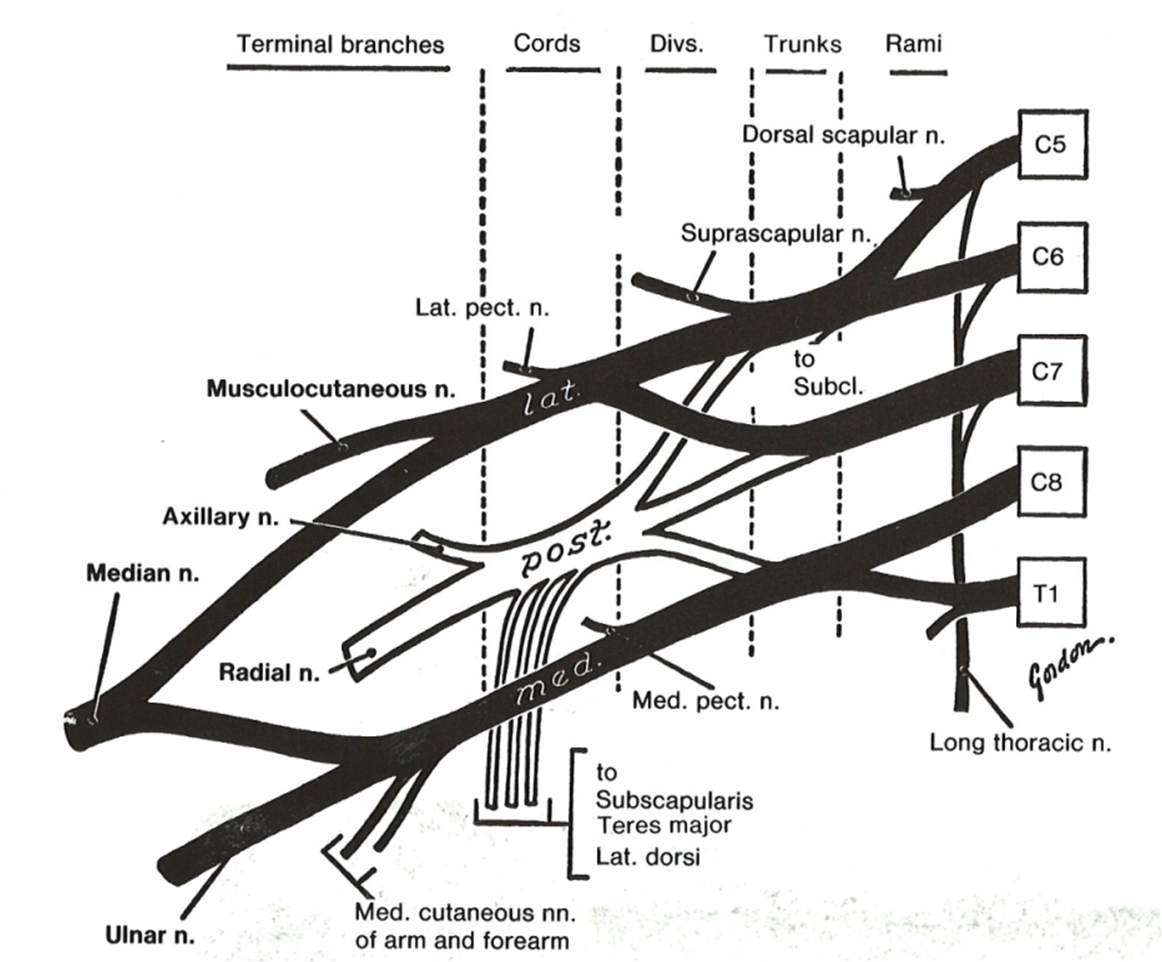 Terminal branches Cords Divs. Trunks Rami
Dorsal scapular n.
C5
Suprascapular n.
C6
Lat. pect. n.
to
Subcl.
C7
Musculocutaneous n.
lat.
C8
Axillary n.
post.
Median n.
T1
Radial n.
med.
Gordon.
Med. pect. n.
Long thoracic n.
to
Subscapularis
Teres major
Lat. dorsi
Med. cutaneous nn.
of arm and forearm
Ulnar n.